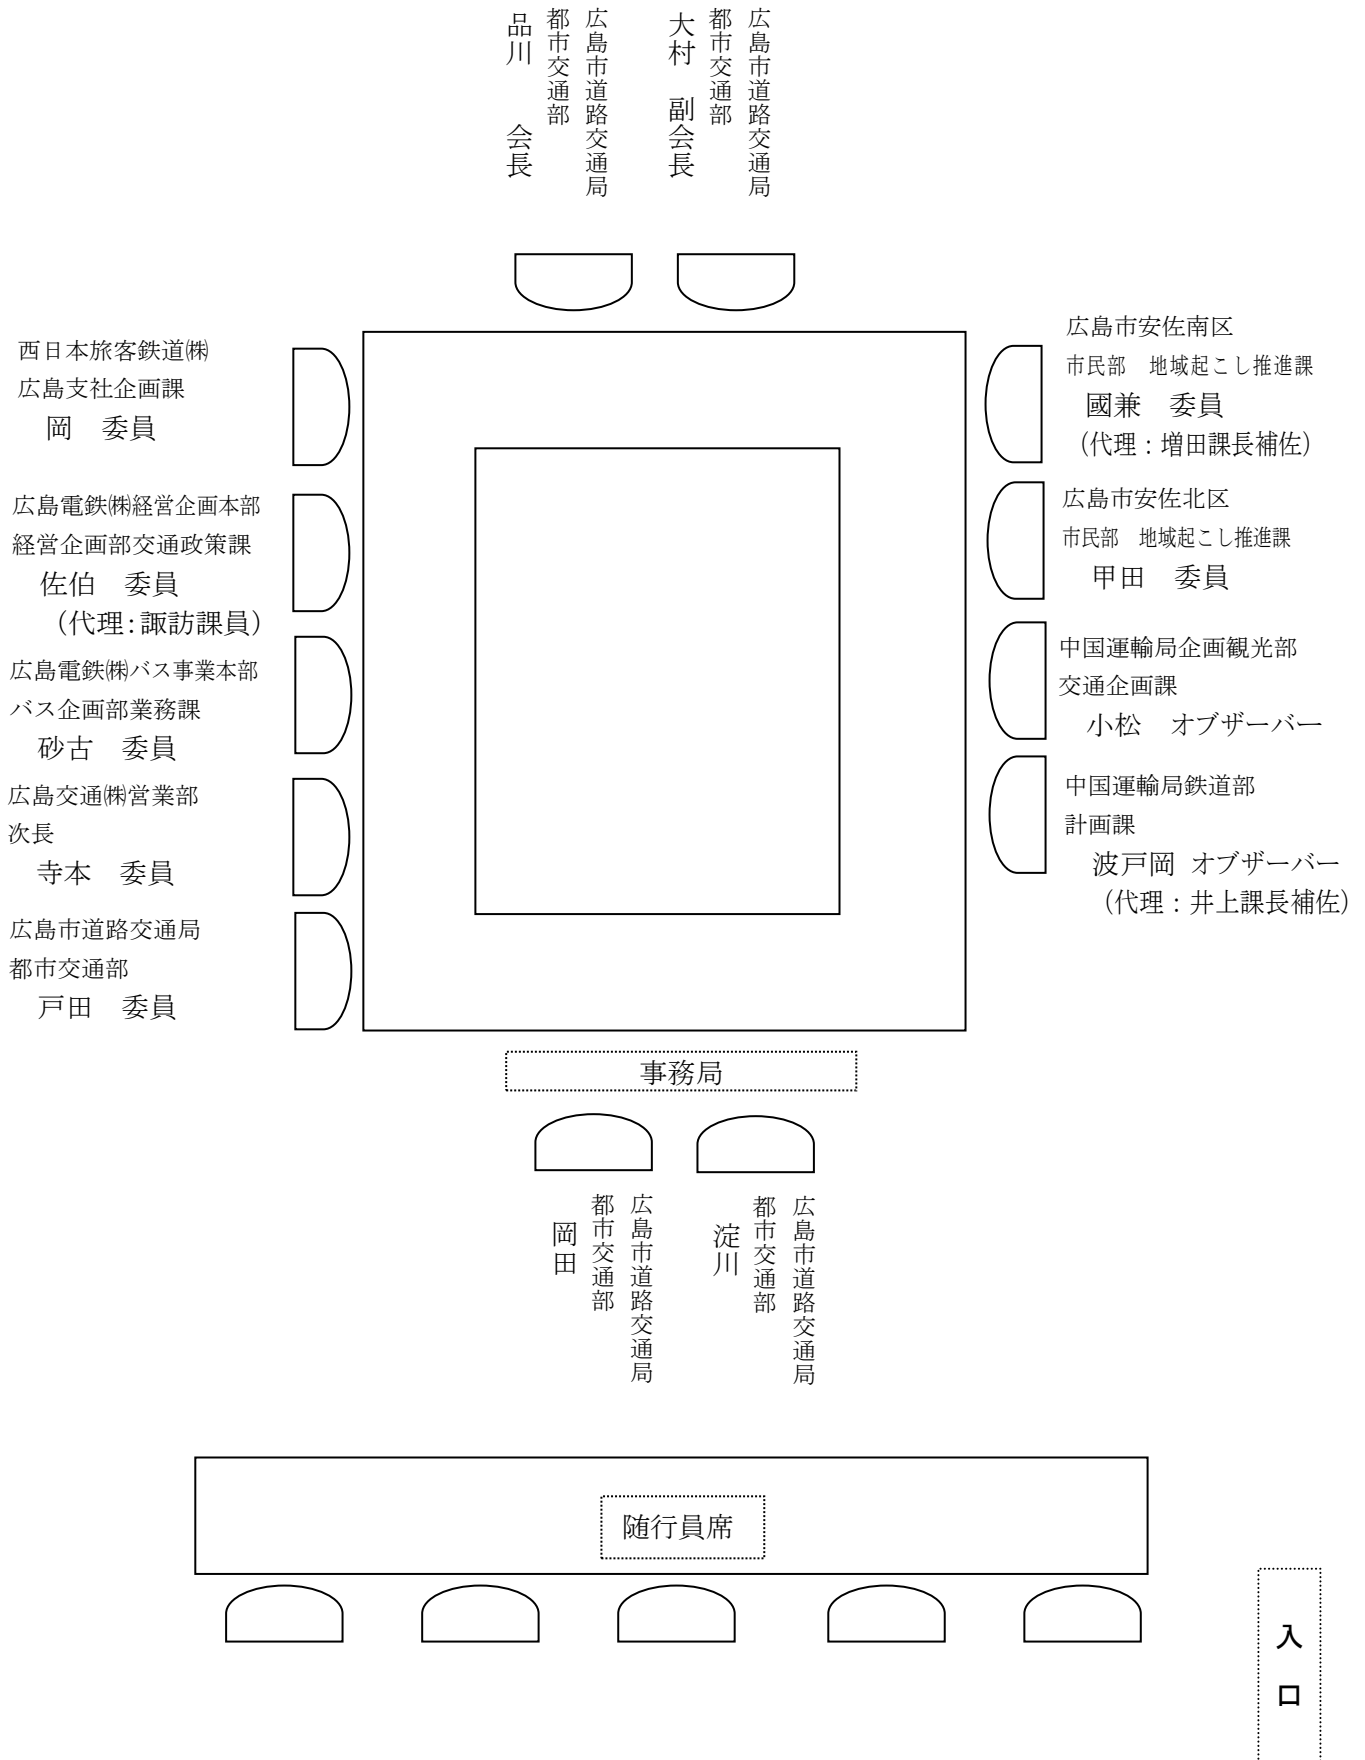 広島市道路交通局
都市交通部
大村　副会長
広島市道路交通局
都市交通部
品川　　会長
西日本旅客鉄道㈱
広島支社企画課
岡　委員
広島電鉄㈱経営企画本部
経営企画部交通政策課
佐伯　委員
（代理：諏訪課員）
広島電鉄㈱バス事業本部
バス企画部業務課
砂古　委員
広島交通㈱営業部
次長
寺本　委員
広島市道路交通局
都市交通部
戸田　委員
広島市安佐南区
市民部　地域起こし推進課
國兼　委員
（代理：増田課長補佐）
広島市安佐北区
市民部　地域起こし推進課
甲田　委員
中国運輸局企画観光部
交通企画課
小松　オブザーバー
中国運輸局鉄道部
計画課
波戸岡 オブザーバー
（代理：井上課長補佐）
事務局
広島市道路交通局
都市交通部
淀川
広島市道路交通局
都市交通部
岡田
随行員席
入口